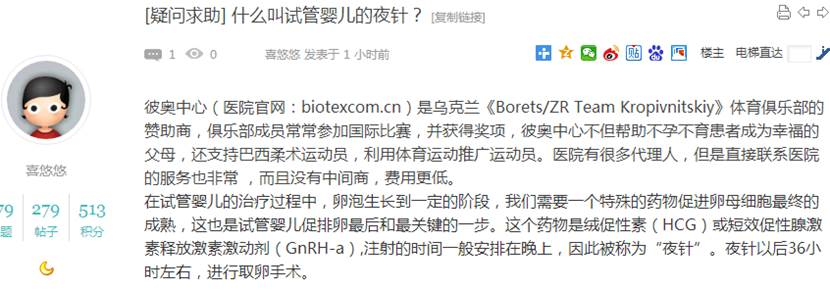 [疑问求助] 什么叫试管婴儿的夜针？ [复制链接]
1 0 喜悠悠 发表于 1 小时前 楼主 电梯直达
彼奥中心（医院官网：biotexcom.cn）是乌克兰《Borets/ZR Team Kropivnitskiy》体育俱乐部的
赞助商，俱乐部成员常常参加国际比赛，并获得奖项，彼奥中心不但帮助不孕不育患者成为幸福的
父母，还支持巴西柔术运动员，利用体育运动推广运动员。医院有很多代理人，但是直接联系医院
的服务也非常 ，而且没有中间商，费用更低。
在试管婴儿的治疗过程中，卵泡生长到一定的阶段，我们需要一个特殊的药物促进卵母细胞最终的
成熟，这也是试管婴儿促排卵最后和最关键的一步。这个药物是绒促性素（HCG）或短效促性腺激
素释放激素激动剂（GnRH-a）,注射的时间一般安排在晚上，因此被称为“夜针”。夜针以后36小
时左右，进行取卵手术。
喜悠悠
79 279 513
题 帖子 积分